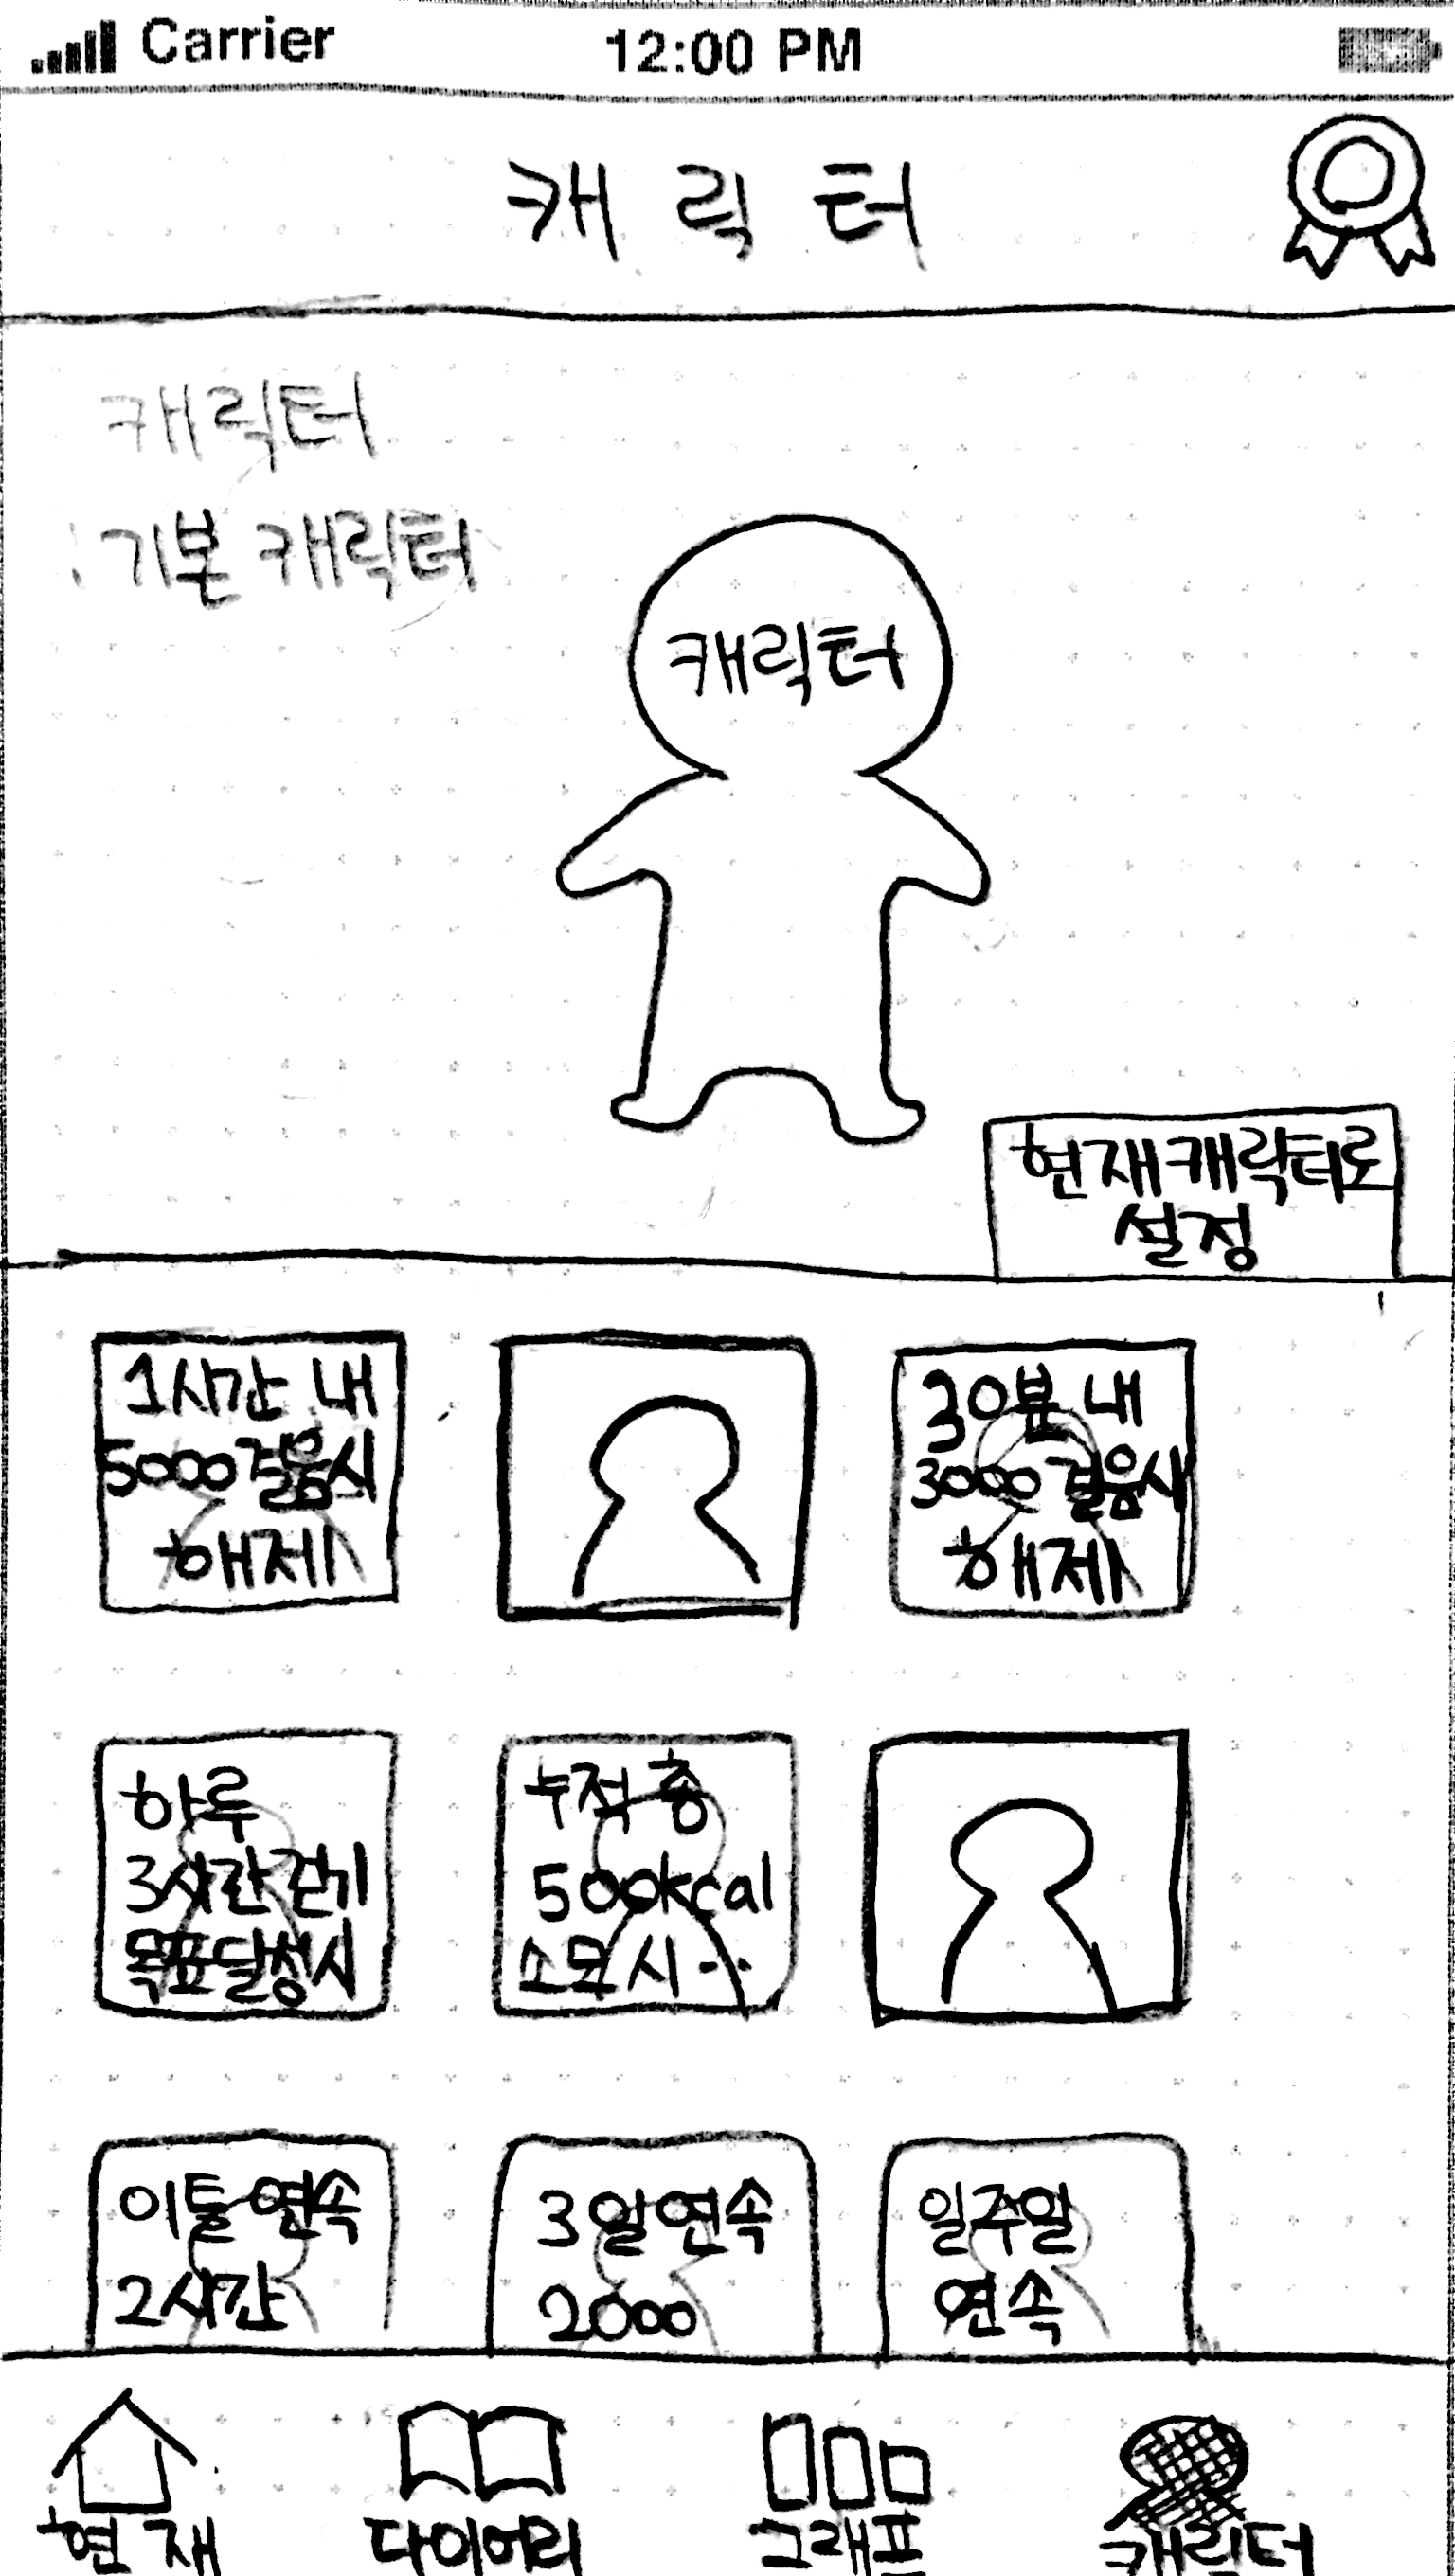 Carrier 12:00 PM
캐릭터
캐릭터
기본 캐릭터
캐릭터
현재캐릭터로
설정
1시간 내
5000걸음시
해제
30분 내
3000걸음시
해제
하루
3시간 걷기
목표달성시
누적 총
500kcal
소모시..
이틀 연속
2시간
3일연속
2000
일주일
연속
현재
다이어리
그래프
캐릭터